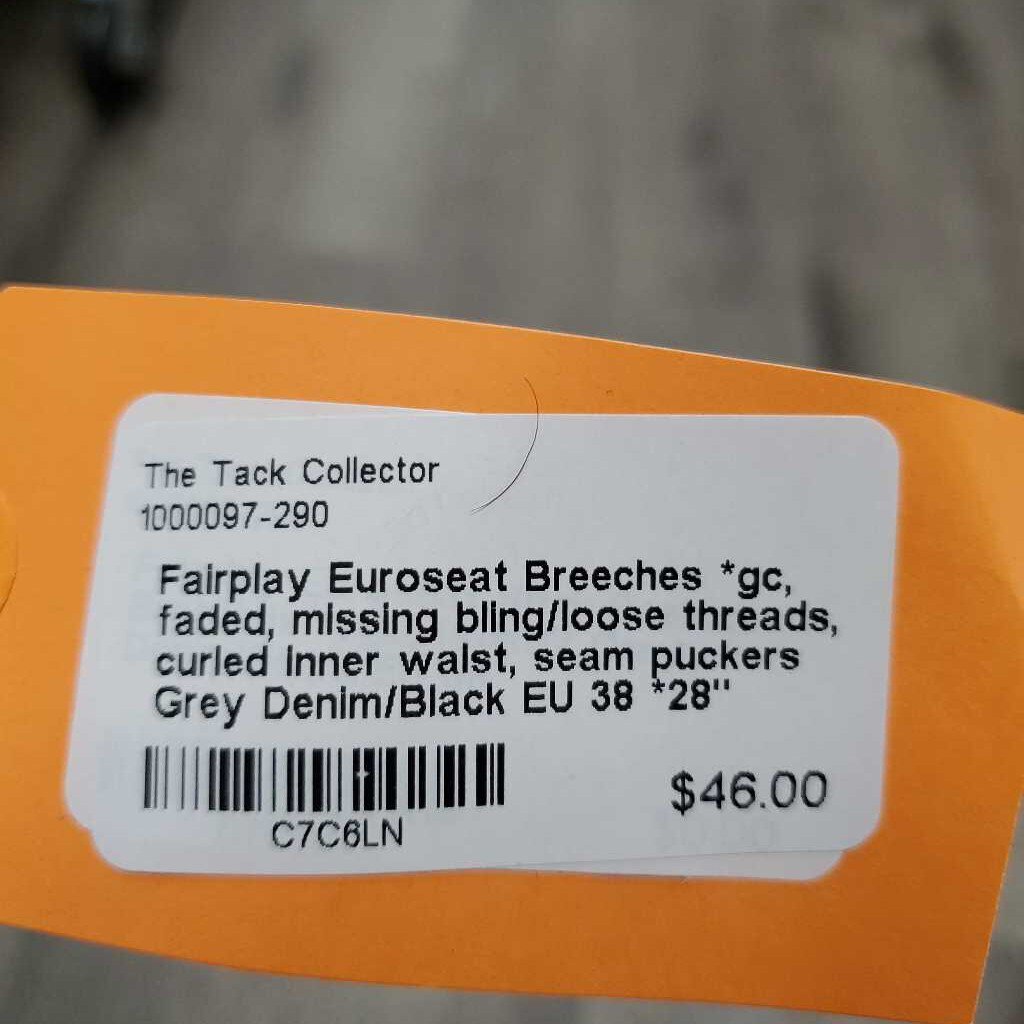 The Tack Collector
1000097-290
Fairplay Euroseat Breeches *gc,
faded, missing bling/loose threads,
curled inner waist, seam puckers
Grey Denim/Black EU 38 *28"
$46.00
C7C6LN